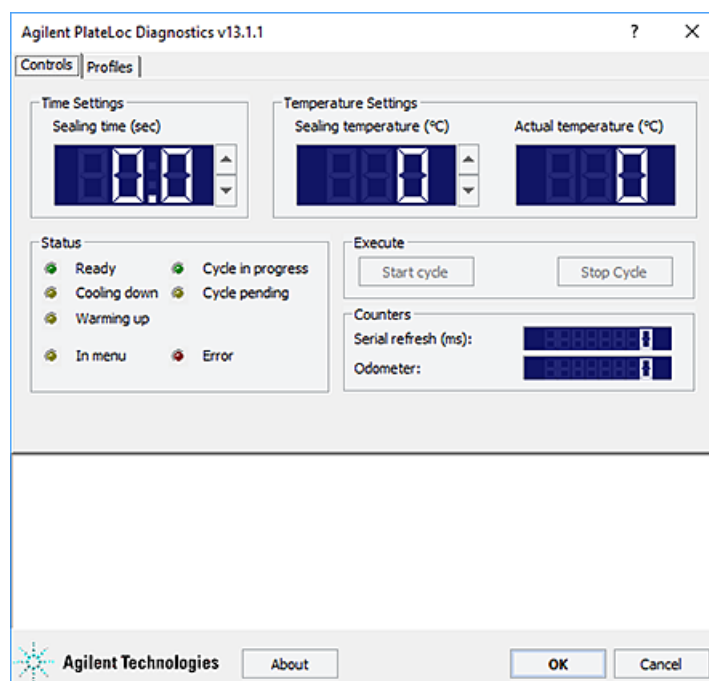 Agilent PlateLoc Diagnostics v13.1.1
?
X
Controls Profiles
Time Settings
Sealing time (sec)
0.0
Temperature Settings
Sealing temperature (°C) Actual temperature (°C)
0 0
Status
Ready Cycle in progress
Cooling down Cycle pending
Warming up
In menu Error
Execute
Start cycle Stop Cycle
Counters
Serial refresh (ms): 0
Odometer: 0
Agilent Technologies About OK Cancel